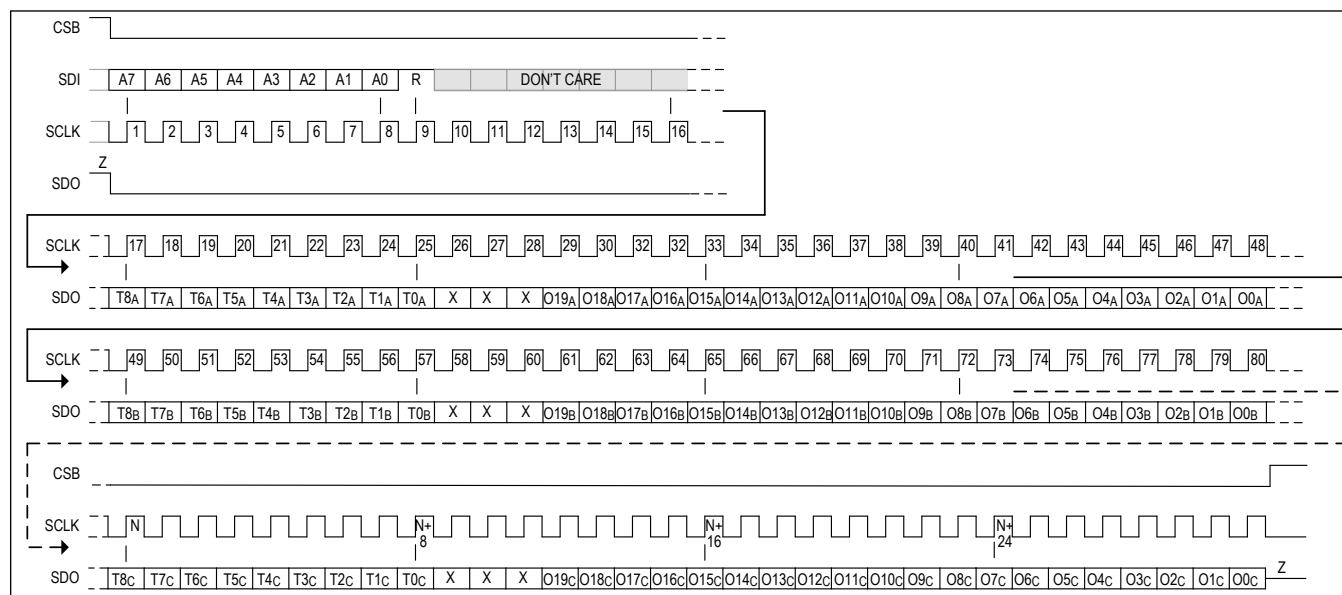 CSB
SDI A7 A6 A5 A4 A3 A2 A1 A0 R DON'T CARE
SCLK 1 2 3 4 5 6 7 8 9 10 11 12 13 14 15 16
Z
SDO
SCLK 17 18 19 20 21 22 23 24 25 26 27 28 29 30 32 32 33 34 35 36 37 38 39 40 41 42 43 44 45 46 47 48
SDO T8A T7A T6A T5A T4A T3A T2A T1A T0A X X X O19A O18A O17A O16A O15A O14A O13A O12A O11A O10A O9A O8A O7A O6A O5A O4A O3A O2A O1A O0A
SCLK 49 50 51 52 53 54 55 56 57 58 59 60 61 62 63 64 65 66 67 68 69 70 71 72 73 74 75 76 77 78 79 80
SDO T8B T7B T6B T5B T4B T3B T2B T1B T0B X X X O19B O18B O17B O16B O15B O14B O13B O12B O11B O10B O9B O8B O7B O6B O5B O4B O3B O2B O1B O0B
CSB
SCLK N N+ N+ N+
8 16 24
SDO T8C T7C T6C T5C T4C T3C T2C T1C T0C X X X O19C O18C O17C O16C O15C O14C O13C O12C O11C O10C O9C O8C O7C O6C O5C O4C O3C O2C O1C O0C Z